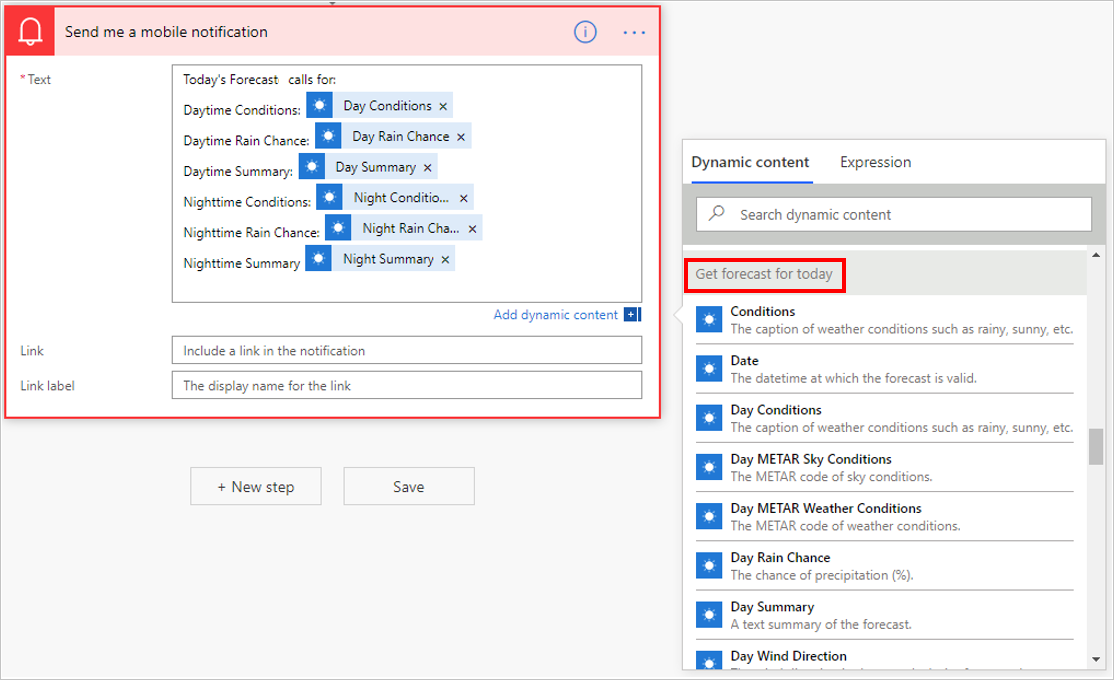 Send me a mobile notification
* Text
Today's Forecast calls for:
Daytime Conditions: Day Conditions ×
Daytime Rain Chance: Day Rain Chance ×
Daytime Summary: Day Summary ×
Nighttime Conditions: Night Conditio... ×
Nighttime Rain Chance: Night Rain Cha... ×
Nighttime Summary Night Summary ×
Add dynamic content +
Link
Include a link in the notification
Link label
The display name for the link
+ New step
Save
Dynamic content
Expression
Search dynamic content
Get forecast for today
Conditions
The caption of weather conditions such as rainy, sunny, etc.
Date
The datetime at which the forecast is valid.
Day Conditions
The caption of weather conditions such as rainy, sunny, etc.
Day METAR Sky Conditions
The METAR code of sky conditions.
Day METAR Weather Conditions
The METAR code of weather conditions.
Day Rain Chance
The chance of precipitation (%).
Day Summary
A text summary of the forecast.
Day Wind Direction